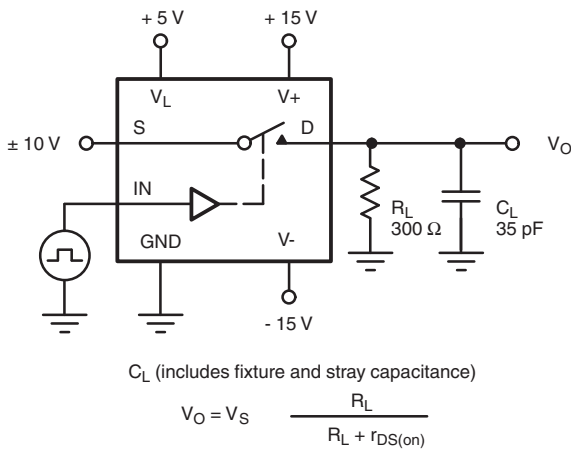 + 5 V
+ 15 V
V_L
V+
S
D
± 10 V
V_O
IN
R_L
300 Ω
C_L
35 pF
GND
V-
- 15 V
C_L (includes fixture and stray capacitance)
V_O = V_S R_L / R_L + r_DS(on)